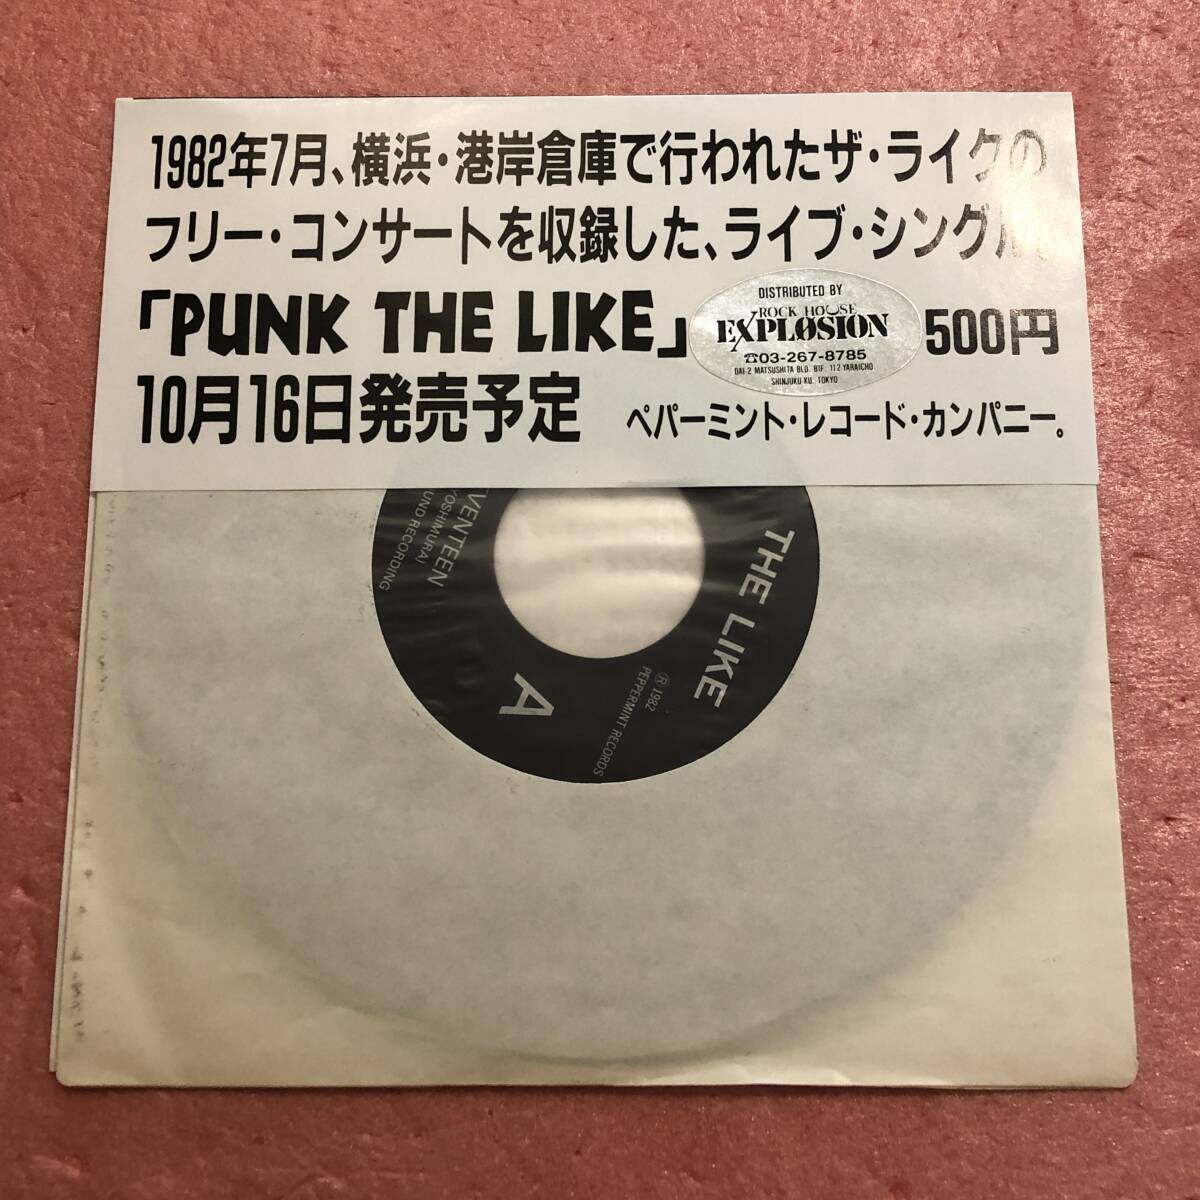 1982年7月、横浜・港岸倉庫で行われたザ・ライクの
フリー・コンサートを収録した、ライブ・シングル、
「PUNK THE LIKE」
500円
DISTRIBUTED BY
ROCK HOUSE
EXPLOSION
☎03-267-8785
DAI-2 MATSUSHITA BLD. B1F. 112 YARAICHO
SHINJUKU-KU. TOKYO
10月16日発売予定
ペパーミント・レコード・カンパニー。
THE LIKE
A
Ⓡ 1982
PEPPERMINT RECORDS
EVENTEEN
YOSHIMURA)
UND RECORDING